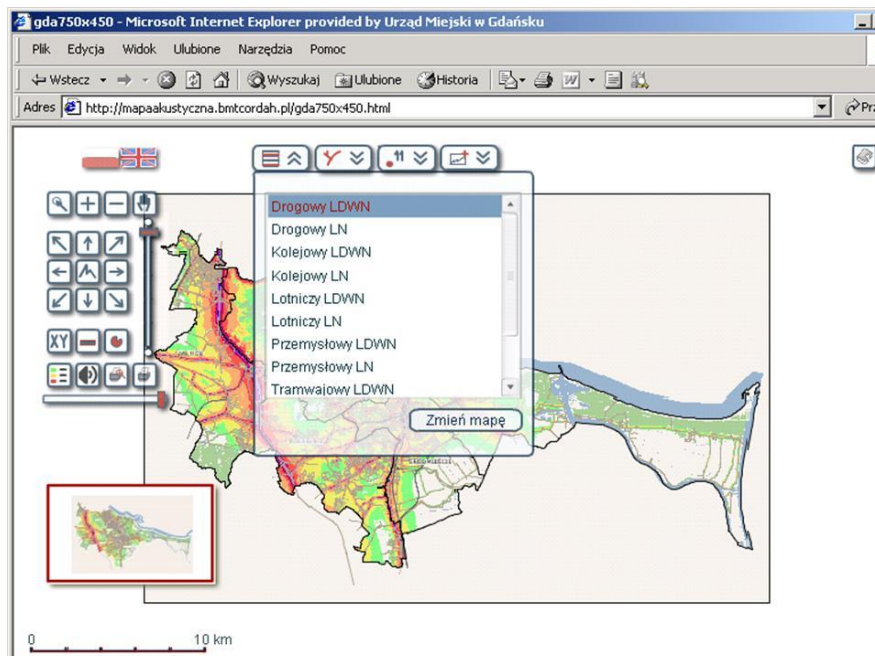 gda750x450 - Microsoft Internet Explorer provided by Urząd Miejski w Gdańsku
Plik Edycja Widok Ulubione Narzędzia Pomoc
Wstecz Wyszukaj Ulubione Historia
Adres http://mapaakustyczna.bmtcordah.pl/gda750x450.html
Drogowy LDWN
Drogowy LN
Kolejowy LDWN
Kolejowy LN
Lotniczy LDWN
Lotniczy LN
Przemysłowy LDWN
Przemysłowy LN
Tramwajowy LDWN
Zmień mapę
XY
0 10 km